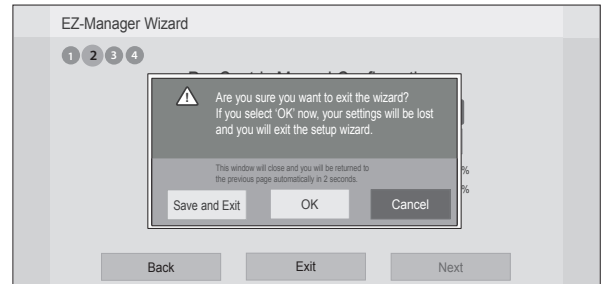 EZ-Manager Wizard
1 2 3 4
Are you sure you want to exit the wizard?
If you select 'OK' now, your settings will be lost
and you will exit the setup wizard.
This window will close and you will be returned to
the previous page automatically in 2 seconds.
%
%
Save and Exit OK Cancel
Back Exit Next